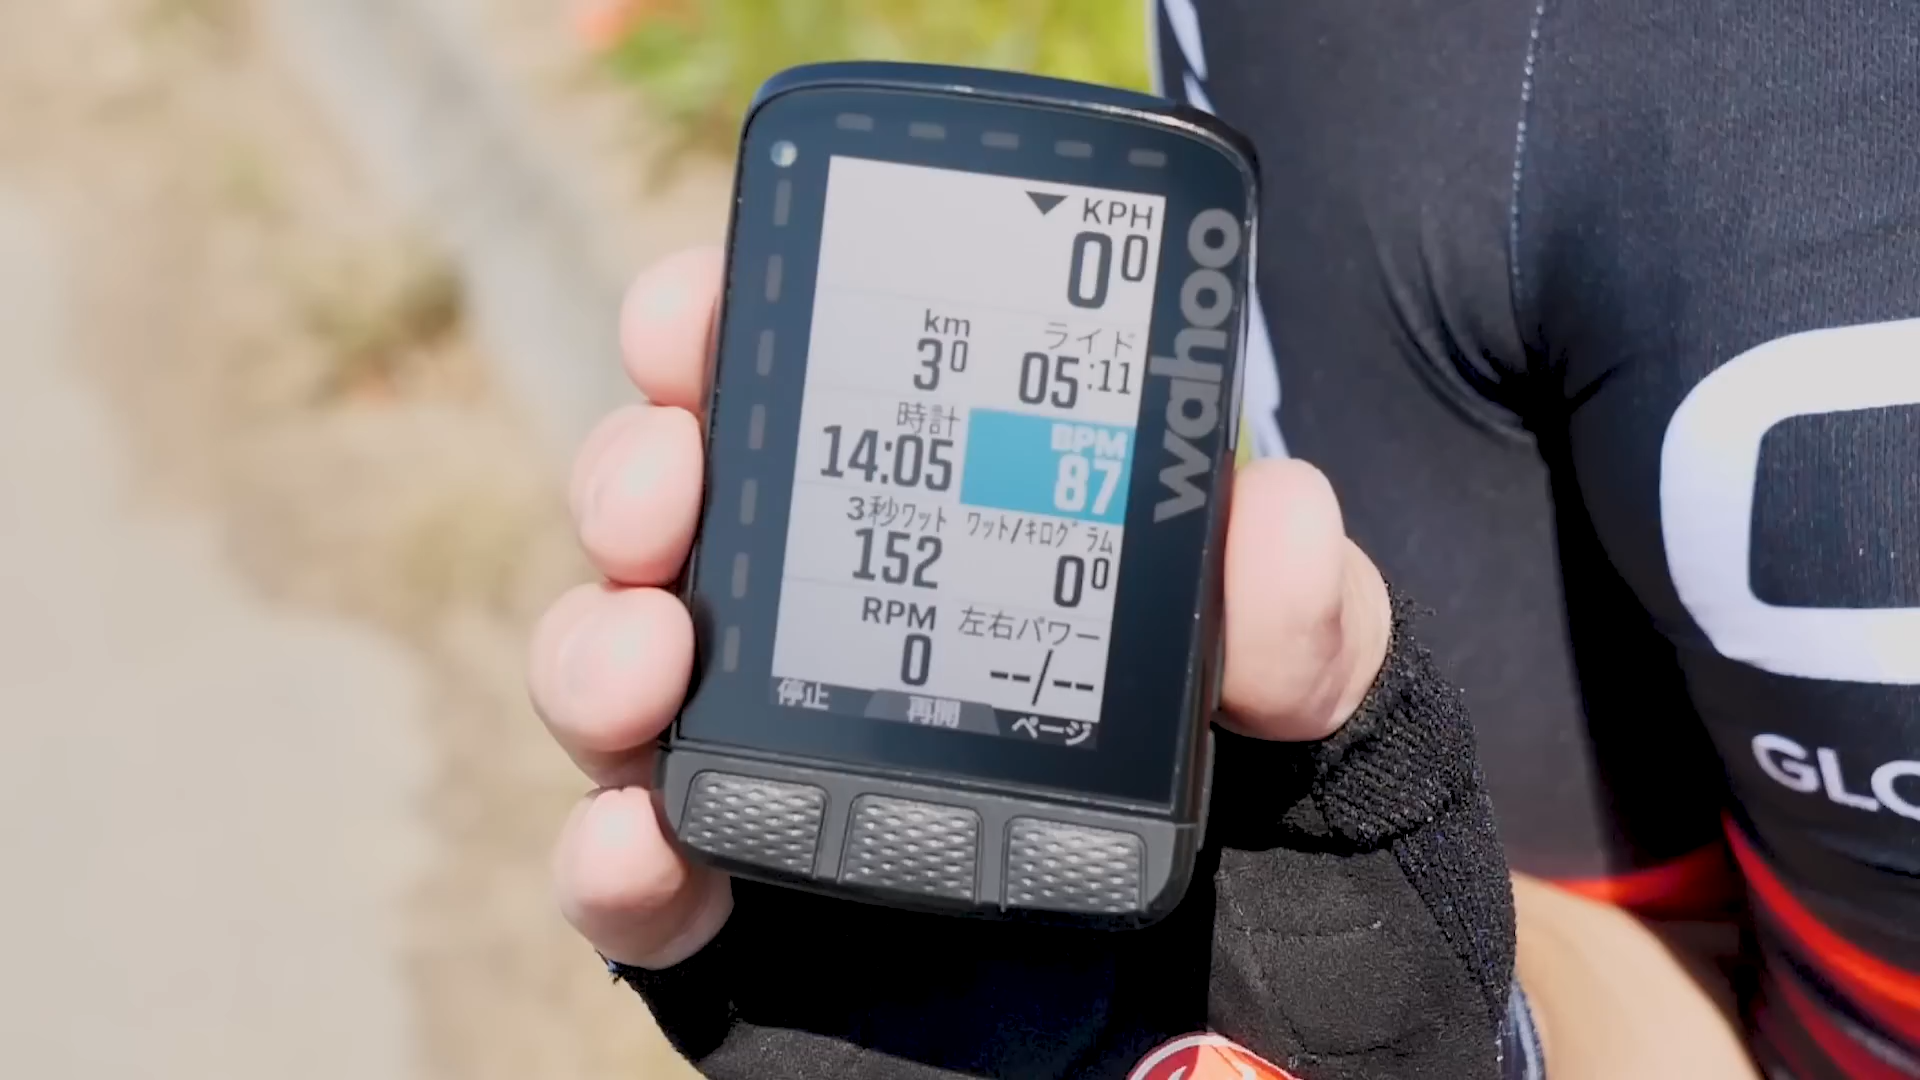 KPH
0⁰
km
3⁰
ライド
05:11
時計
14:05
BPM
87
3秒ワット
152
ワット/キログラム
0⁰
RPM
0
左右パワー
--/--
停止
再開
ページ
wahoo
GLO